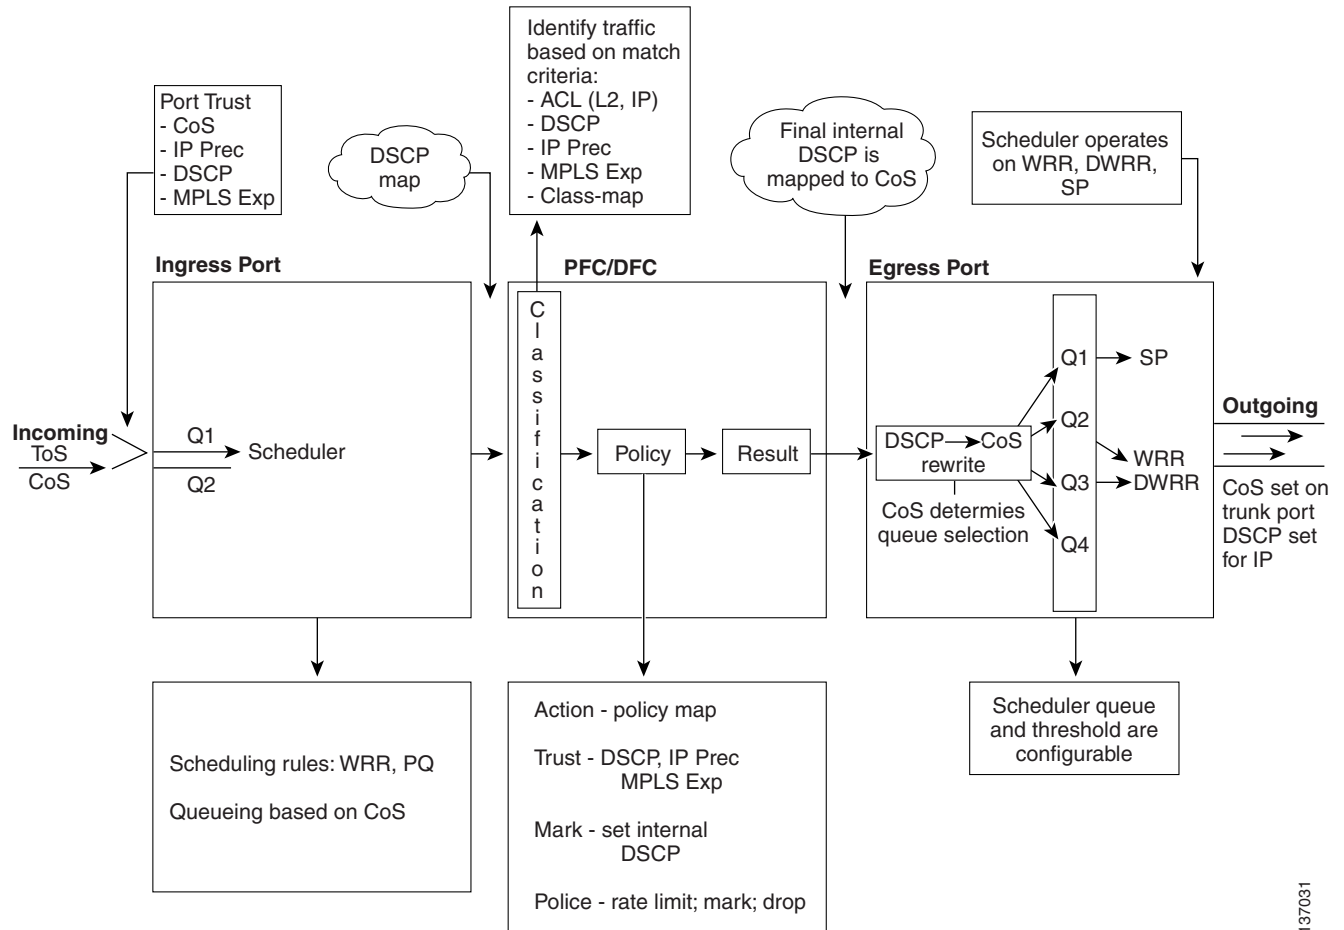 Identify traffic
based on match
criteria:
- ACL (L2, IP)
- DSCP
- IP Prec
- MPLS Exp
- Class-map
Port Trust
- CoS
- IP Prec
- DSCP
- MPLS Exp
DSCP
map
Final internal
DSCP is
mapped to CoS
Scheduler operates
on WRR, DWRR,
SP
Ingress Port
PFC/DFC
Egress Port
Incoming
ToS
CoS
Q1
Q2
Scheduler
Classification
Policy
Result
DSCP CoS
rewrite
CoS determies
queue selection
Q1
Q2
Q3
Q4
SP
WRR
DWRR
Outgoing
CoS set on
trunk port
DSCP set
for IP
Scheduling rules: WRR, PQ
Queueing based on CoS
Action - policy map
Trust - DSCP, IP Prec
MPLS Exp
Mark - set internal
DSCP
Police - rate limit; mark; drop
Scheduler queue
and threshold are
configurable
137031